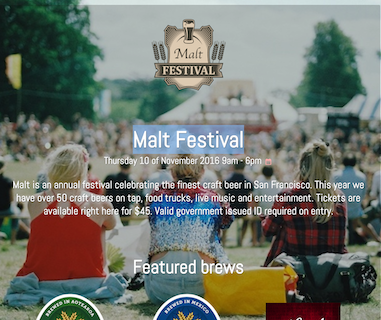 Malt
FESTIVAL
Malt Festival
Thursday 10 of November 2016 9am - 6pm
Malt is an annual festival celebrating the finest craft beer in San Francisco. This year we
have over 50 craft beers on tap, food trucks, live music and entertainment. Tickets are
available right here for $45. Valid government issued ID required on entry.
Featured brews
BREWED IN AOTEAROA
BREWED IN MEXICO